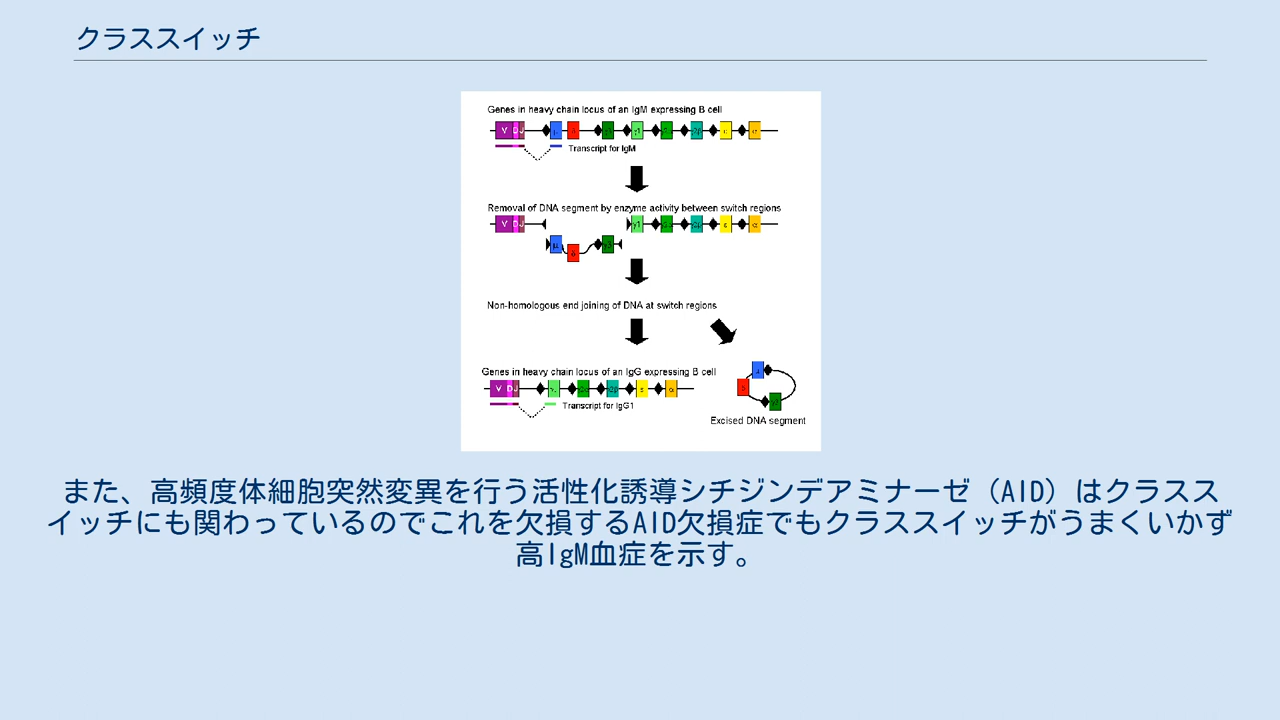 クラススイッチ
Genes in heavy chain locus of an IgM expressing B cell
V D J μ δ γ3 γ1 ε α
Transcript for IgM
Removal of DNA segment by enzyme activity between switch regions
V D J γ1 ε α
μ δ γ3
Non-homologous end joining of DNA at switch regions
Genes in heavy chain locus of an IgG expressing B cell
V D J ε α
Transcript for IgG1
Excised DNA segment
また、高頻度体細胞突然変異を行う活性化誘導シチジンデアミナーゼ（AID）はクラスス
イッチにも関わっているのでこれを欠損するAID欠損症でもクラススイッチがうまくいかず
高IgM血症を示す。